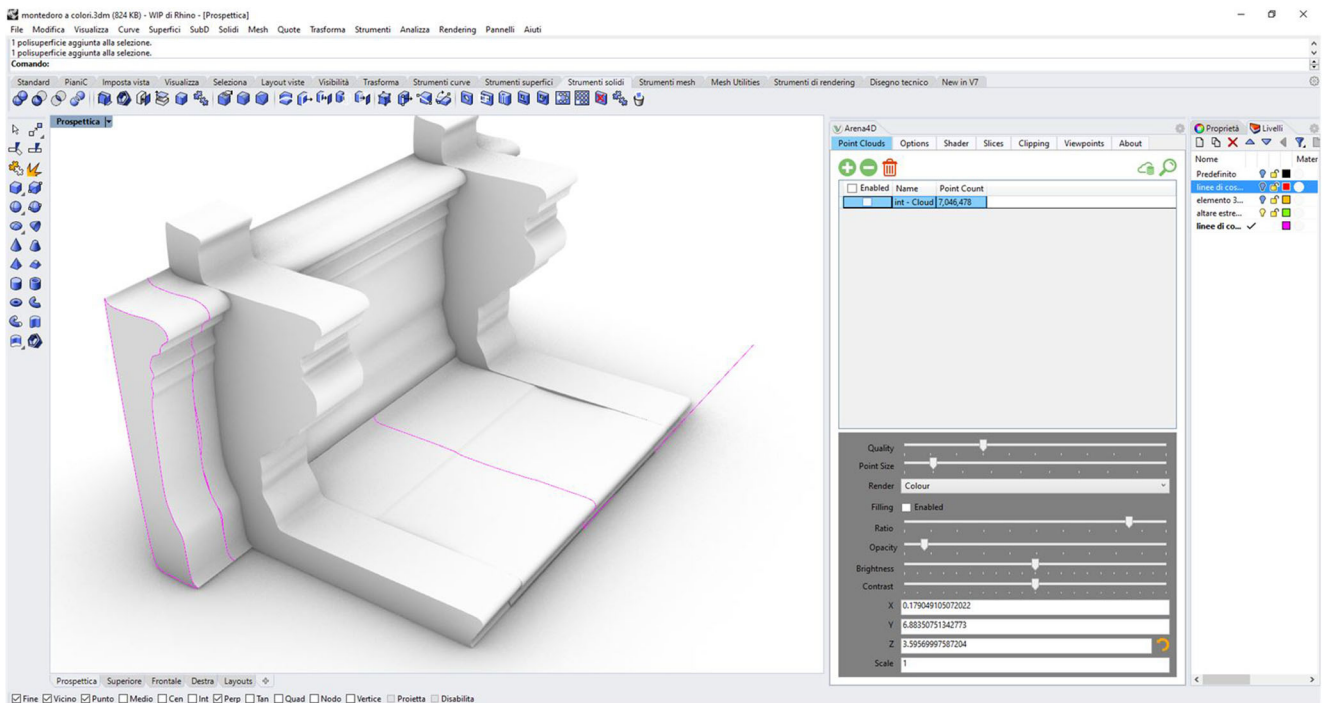 montedoro a colori.3dm (824 KB) - WIP di Rhino - [Prospettica]
File Modifica Visualizza Curve Superfici SubD Solidi Mesh Quote Trasforma Strumenti Analizza Rendering Pannelli Aiuti
1 polisuperficie aggiunta alla selezione.
1 polisuperficie aggiunta alla selezione.
Comando:
Standard PianiC Imposta vista Visualizza Seleziona Layout viste Visibilità Trasforma Strumenti curve Strumenti superfici Strumenti solidi Strumenti mesh Mesh Utilities Strumenti di rendering Disegno tecnico New in V7
Prospettica
Arena4D
Point Clouds Options Shader Slices Clipping Viewpoints About
Enabled Name Point Count
int - Cloud 7,046,478
Quality
Point Size
Render Colour
Filling Enabled
Ratio
Opacity
Brightness
Contrast
X 0.179049105072022
Y 6.88350751342773
Z 3.59569997587204
Scale 1
Proprietà Livelli
Nome Mater
Predefinito
linee di cos...
elemento 3...
altare estre...
linee di co...
Prospettica Superiore Frontale Destra Layouts
Fine Vicino Punto Medio Cen Int Perp Tan Quad Nodo Vertice Proietta Disabilita